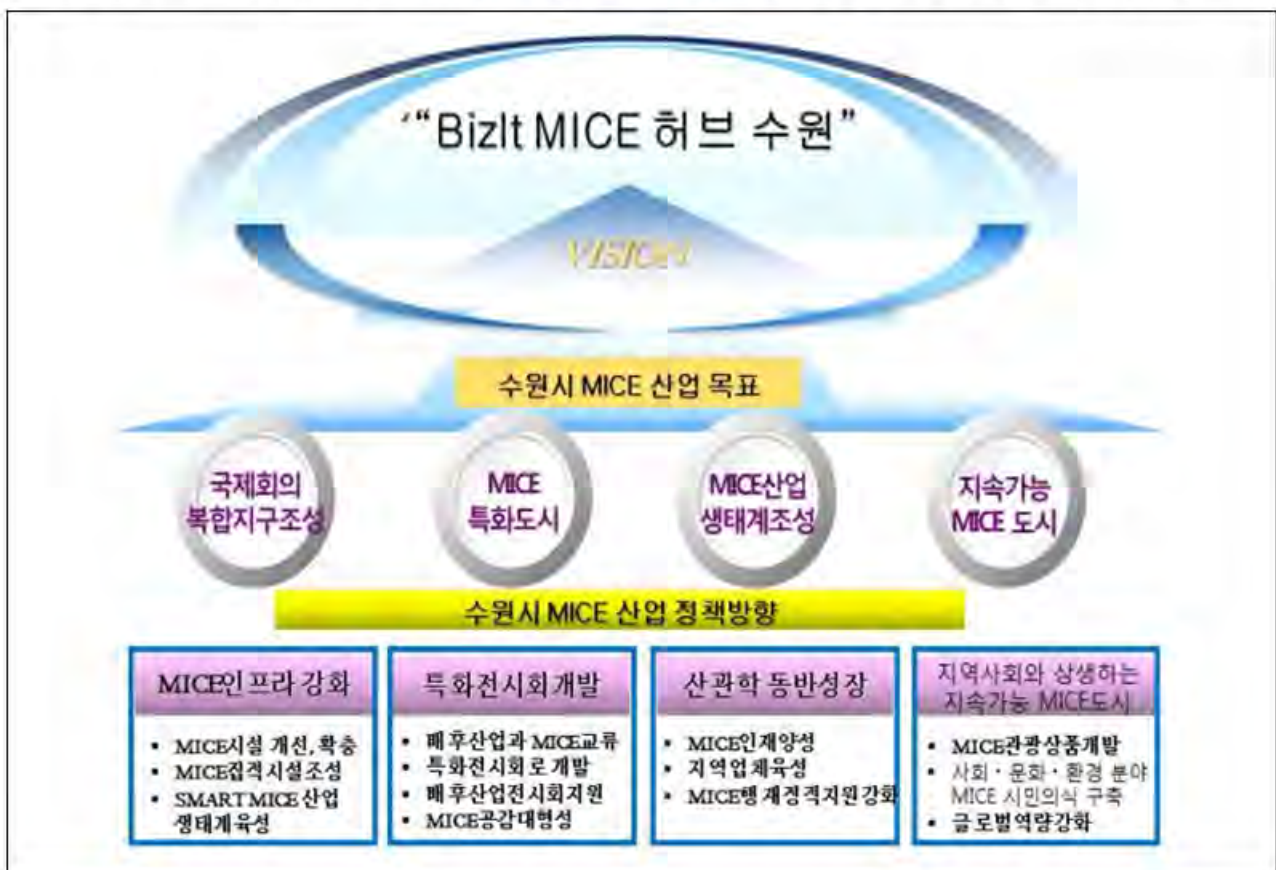 ‘“BizIt MICE 허브 수원”
VISION
수원시 MICE 산업 목표
국제회의
복합지구조성
MICE
특화도시
MICE산업
생태계조성
지속가능
MICE 도시
수원시 MICE 산업 정책방향
MICE인프라 강화
• MICE시설 개선, 확충
• MICE집적시설조성
• SMART MICE 산업
생태계육성
특화전시회 개발
• 배후산업과 MICE교류
• 특화전시회로 개발
• 배후산업전시회지원
• MICE공감대형성
산관학 동반성장
• MICE인재양성
• 지역업체육성
• MICE행재정적지원강화
지역사회와 상생하는
지속가능 MICE도시
• MICE관광상품개발
• 사회·문화·환경 분야
MICE 시민의식 구축
• 글로벌역량강화